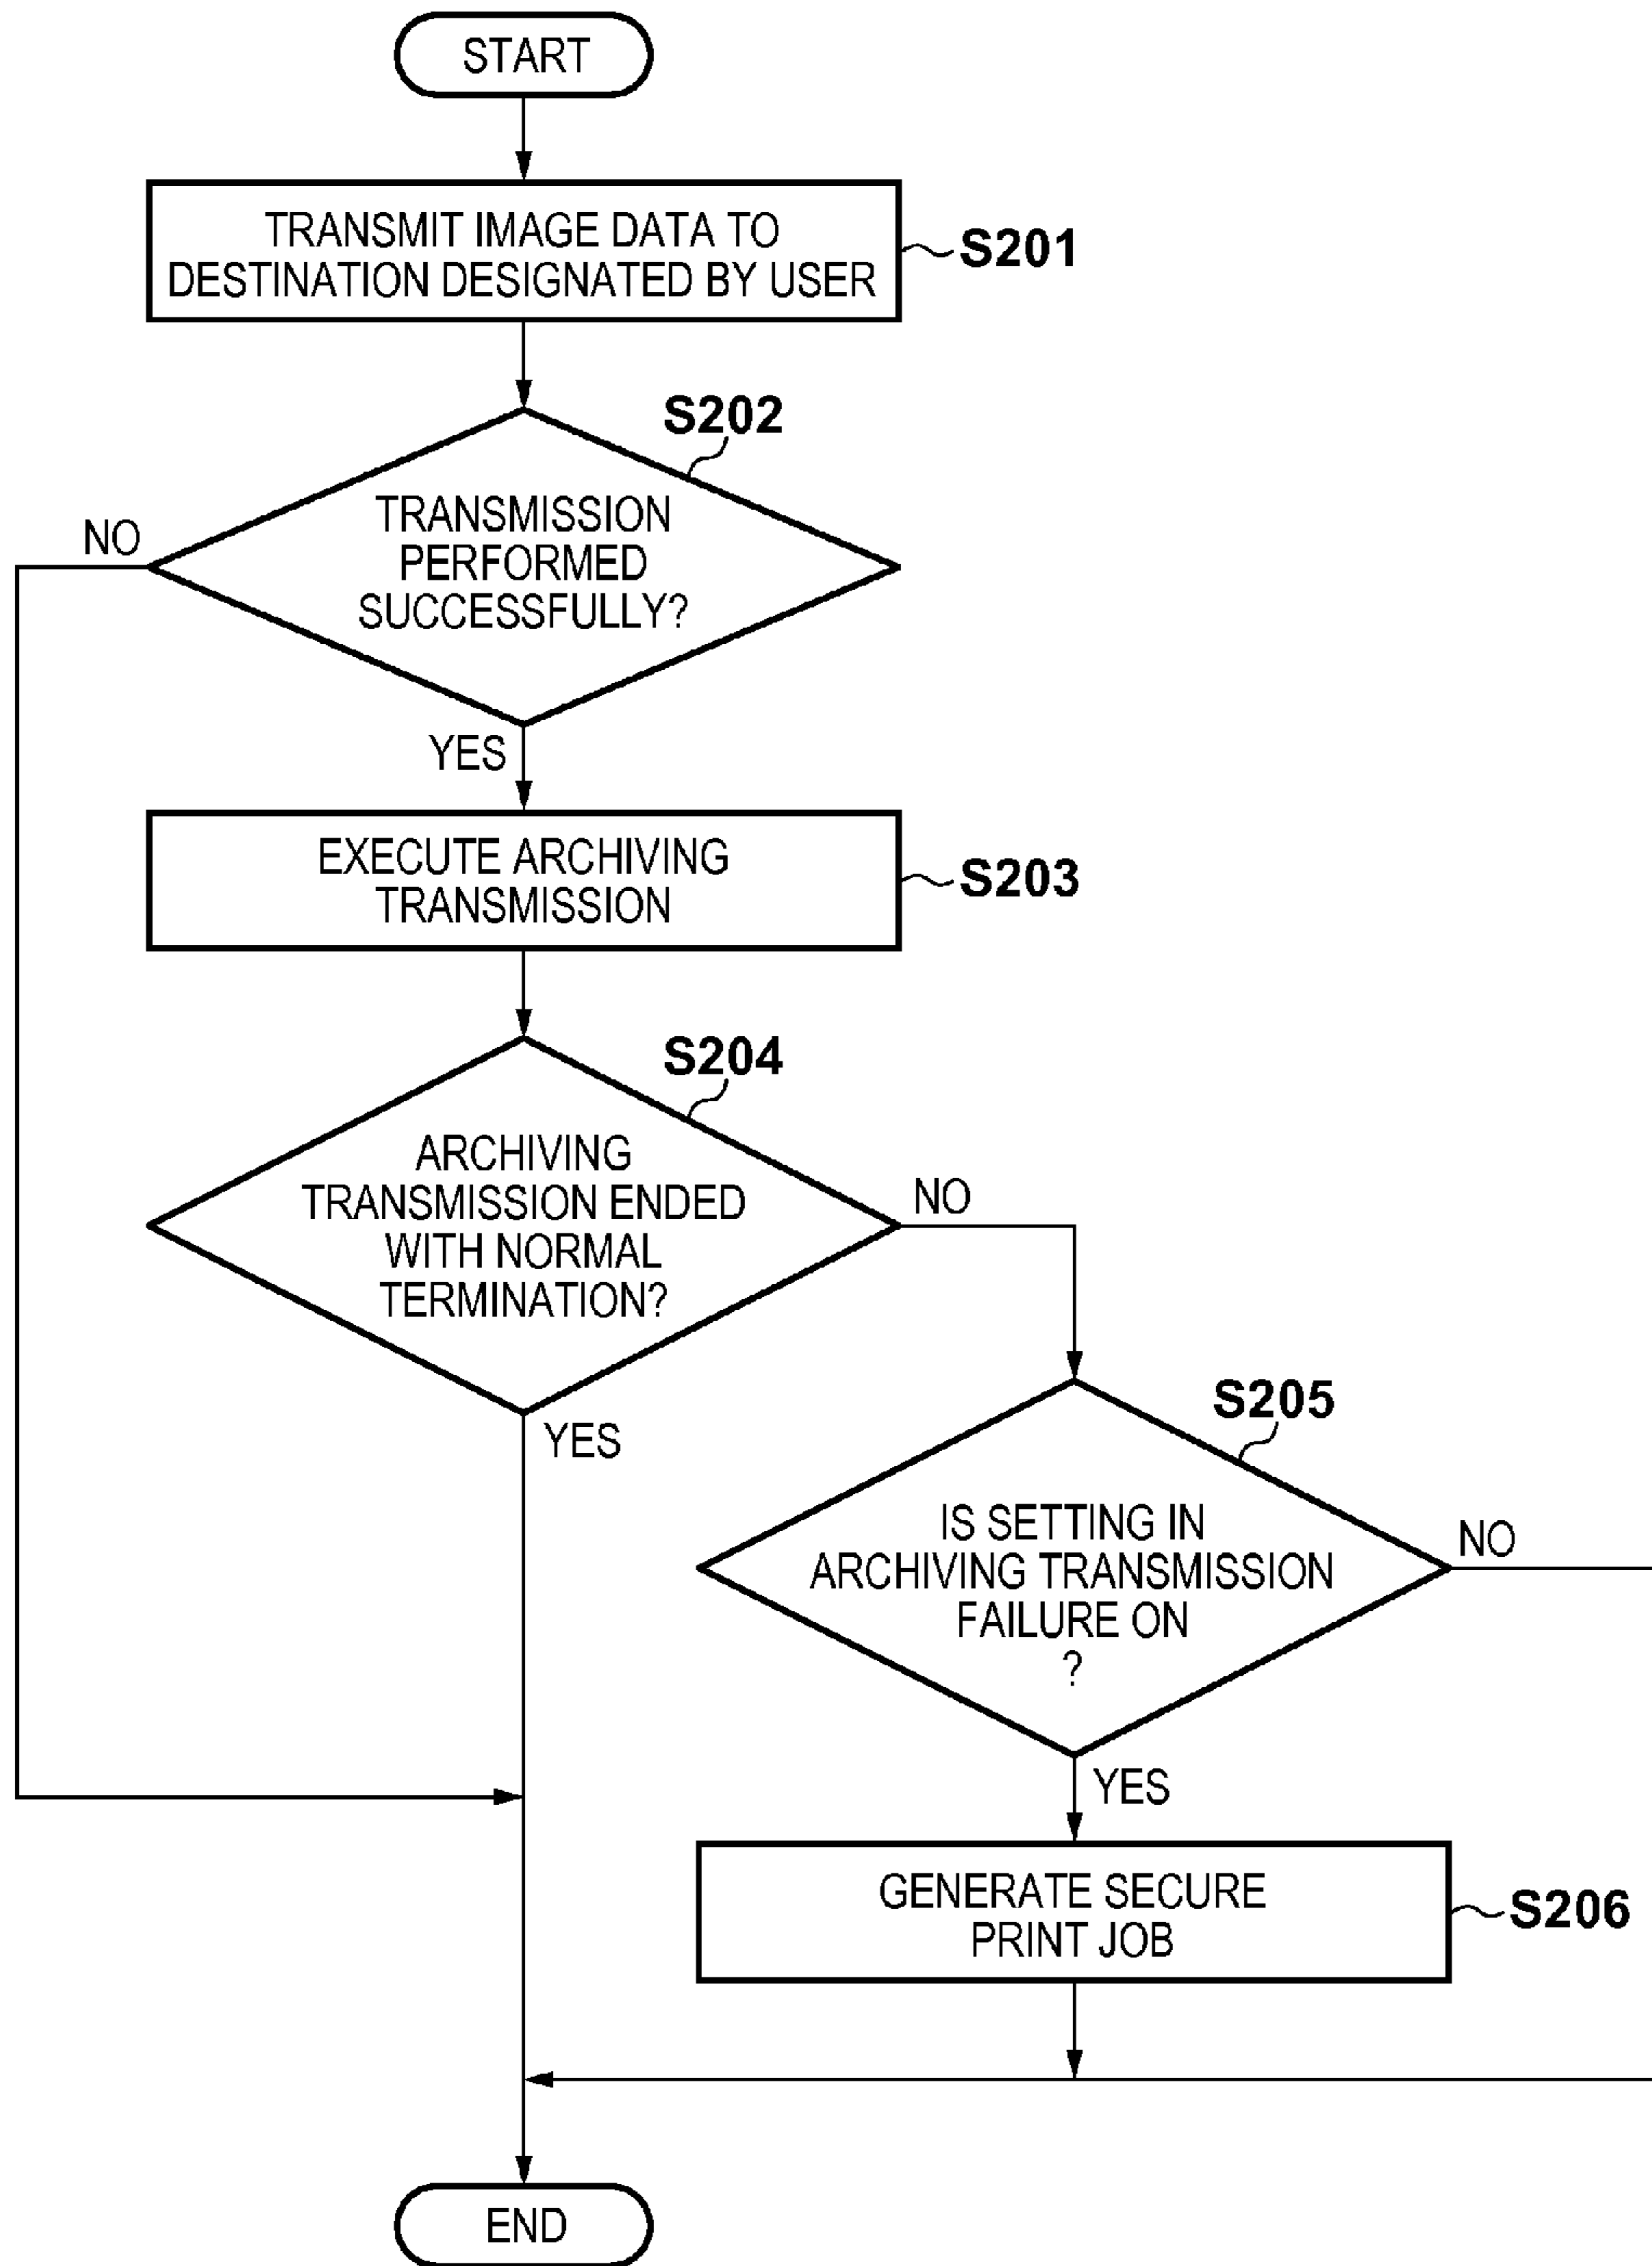 START
TRANSMIT IMAGE DATA TO
DESTINATION DESIGNATED BY USER
S201
S202
TRANSMISSION
PERFORMED
SUCCESSFULLY?
NO
YES
EXECUTE ARCHIVING
TRANSMISSION
S203
S204
ARCHIVING
TRANSMISSION ENDED
WITH NORMAL
TERMINATION?
NO
YES
S205
IS SETTING IN
ARCHIVING TRANSMISSION
FAILURE ON
?
NO
YES
GENERATE SECURE
PRINT JOB
S206
END